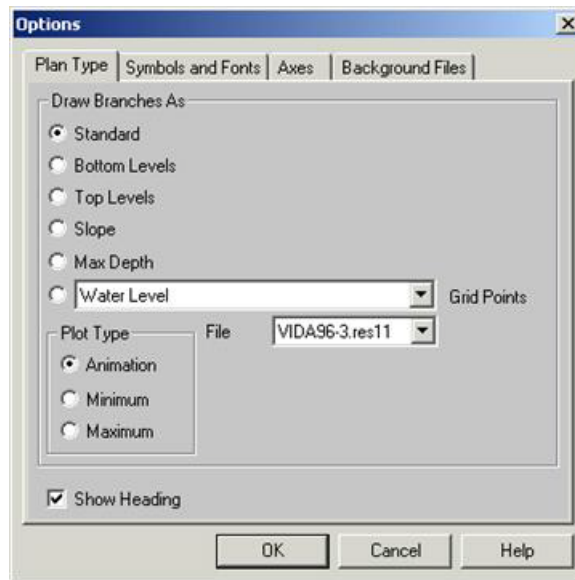 Options
Plan Type Symbols and Fonts Axes Background Files
Draw Branches As
Standard
Bottom Levels
Top Levels
Slope
Max Depth
Water Level Grid Points
Plot Type File VIDA96-3.res11
Animation
Minimum
Maximum
Show Heading
OK Cancel Help